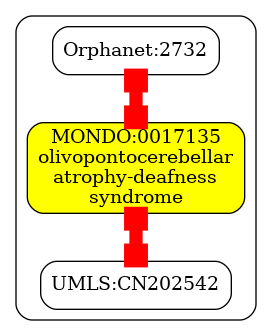 Orphanet:2732
MONDO:0017135
olivopontocerebellar
atrophy-deafness
syndrome
UMLS:CN202542